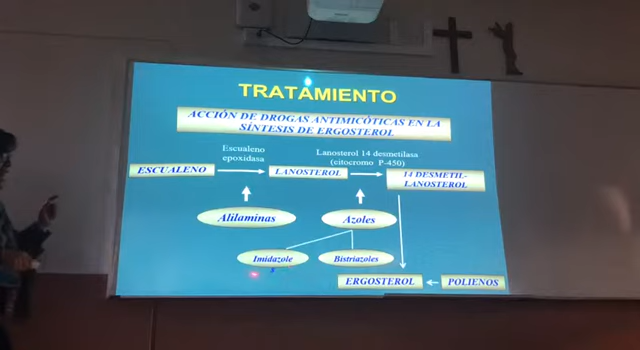 TRATAMIENTO
ACCIÓN DE DROGAS ANTIMICÓTICAS EN LA
SÍNTESIS DE ERGOSTEROL
Escualeno
epoxidasa
Lanosterol 14 desmetilasa
(citocromo P-450)
ESCUALENO
LANOSTEROL
14 DESMETIL-
LANOSTEROL
Alilaminas
Azoles
Imidazole
Bistriazoles
ERGOSTEROL
POLIENOS